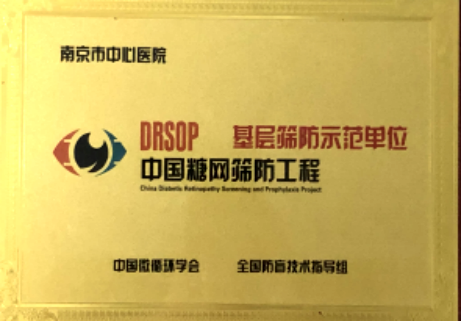 南京市中心医院
DRSOP 基层筛防示范单位
中国糖网筛防工程
China Diabetic Retinopathy Screening and Prophylaxis Project
中国微循环学会 全国防盲技术指导组